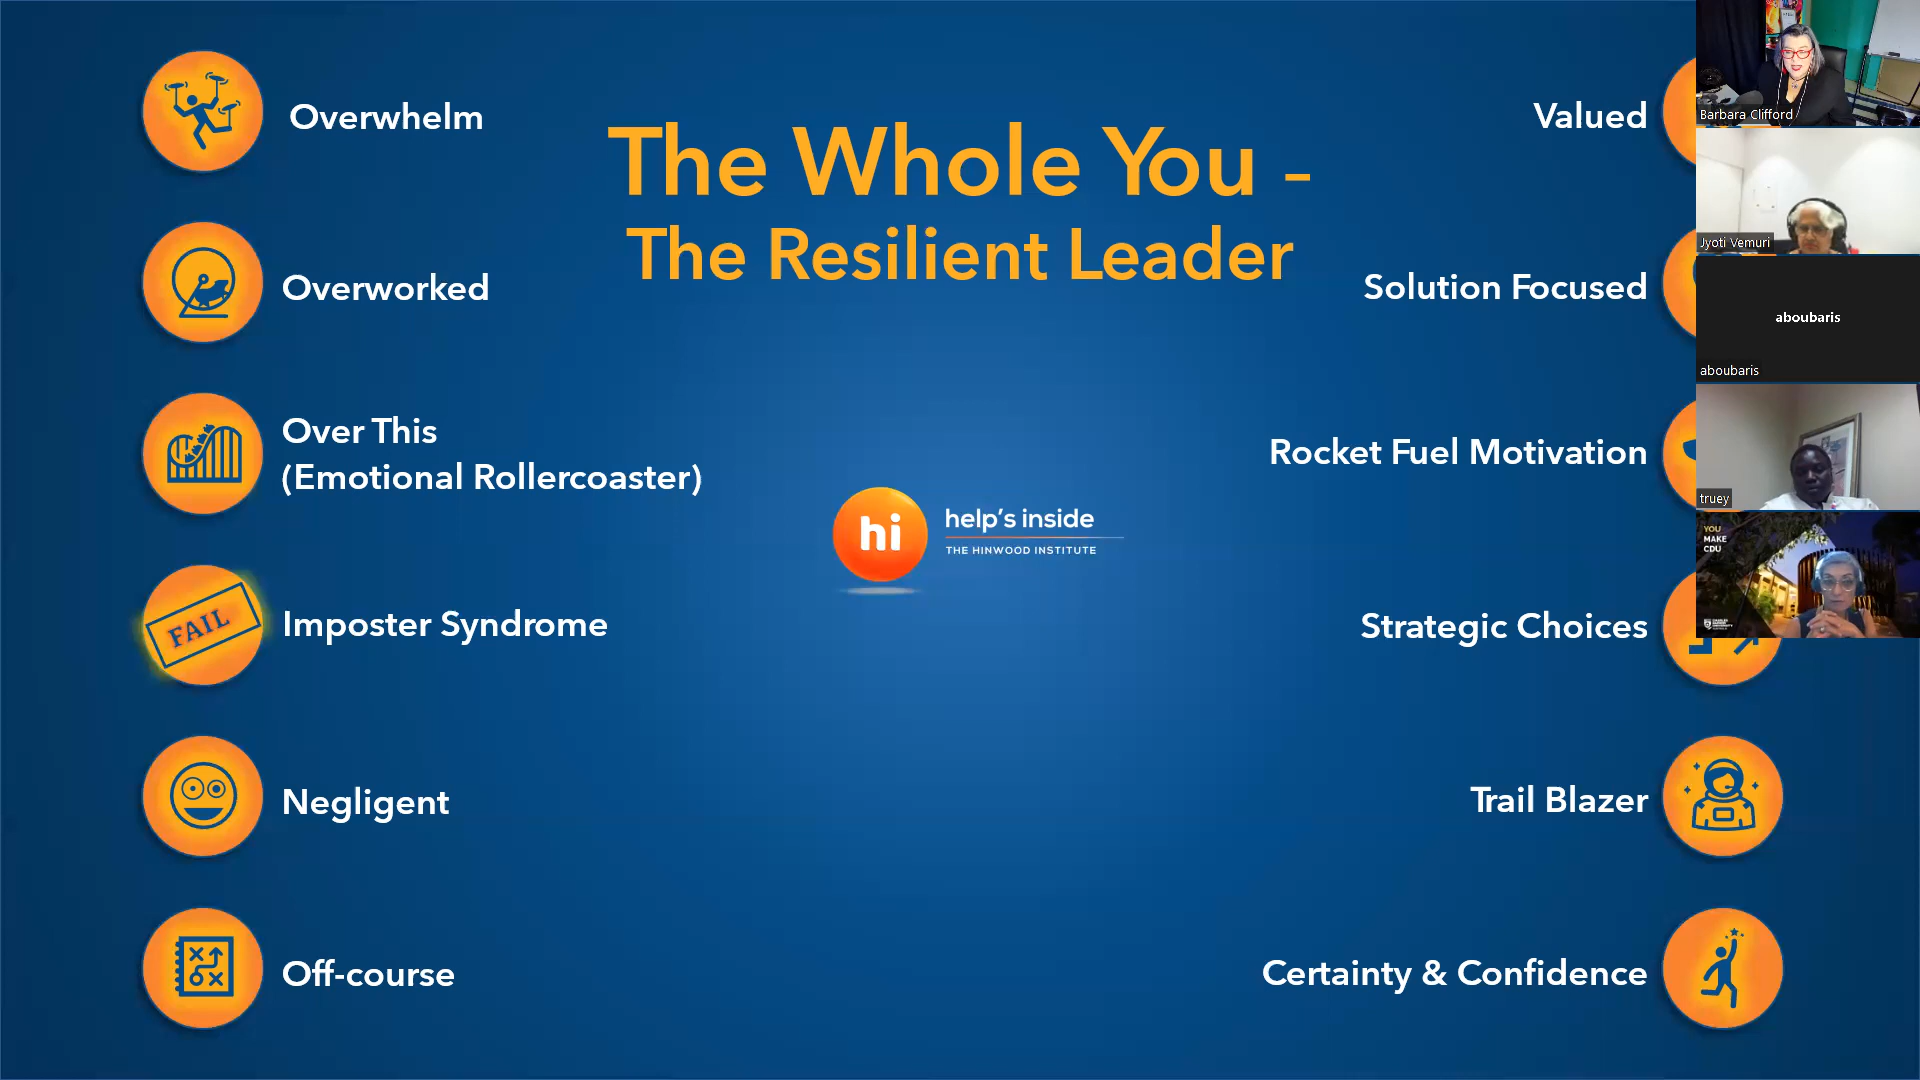 The Whole You -
The Resilient Leader
Overwhelm
Overworked
Over This
(Emotional Rollercoaster)
FAIL
Imposter Syndrome
Negligent
Off-course
hi
help's inside
THE HINWOOD INSTITUTE
Valued
Solution Focused
Rocket Fuel Motivation
Strategic Choices
Trail Blazer
Certainty & Confidence
Barbara Clifford
Jyoti Vemuri
aboubaris
aboubaris
truey
YOU
MAKE
CDU